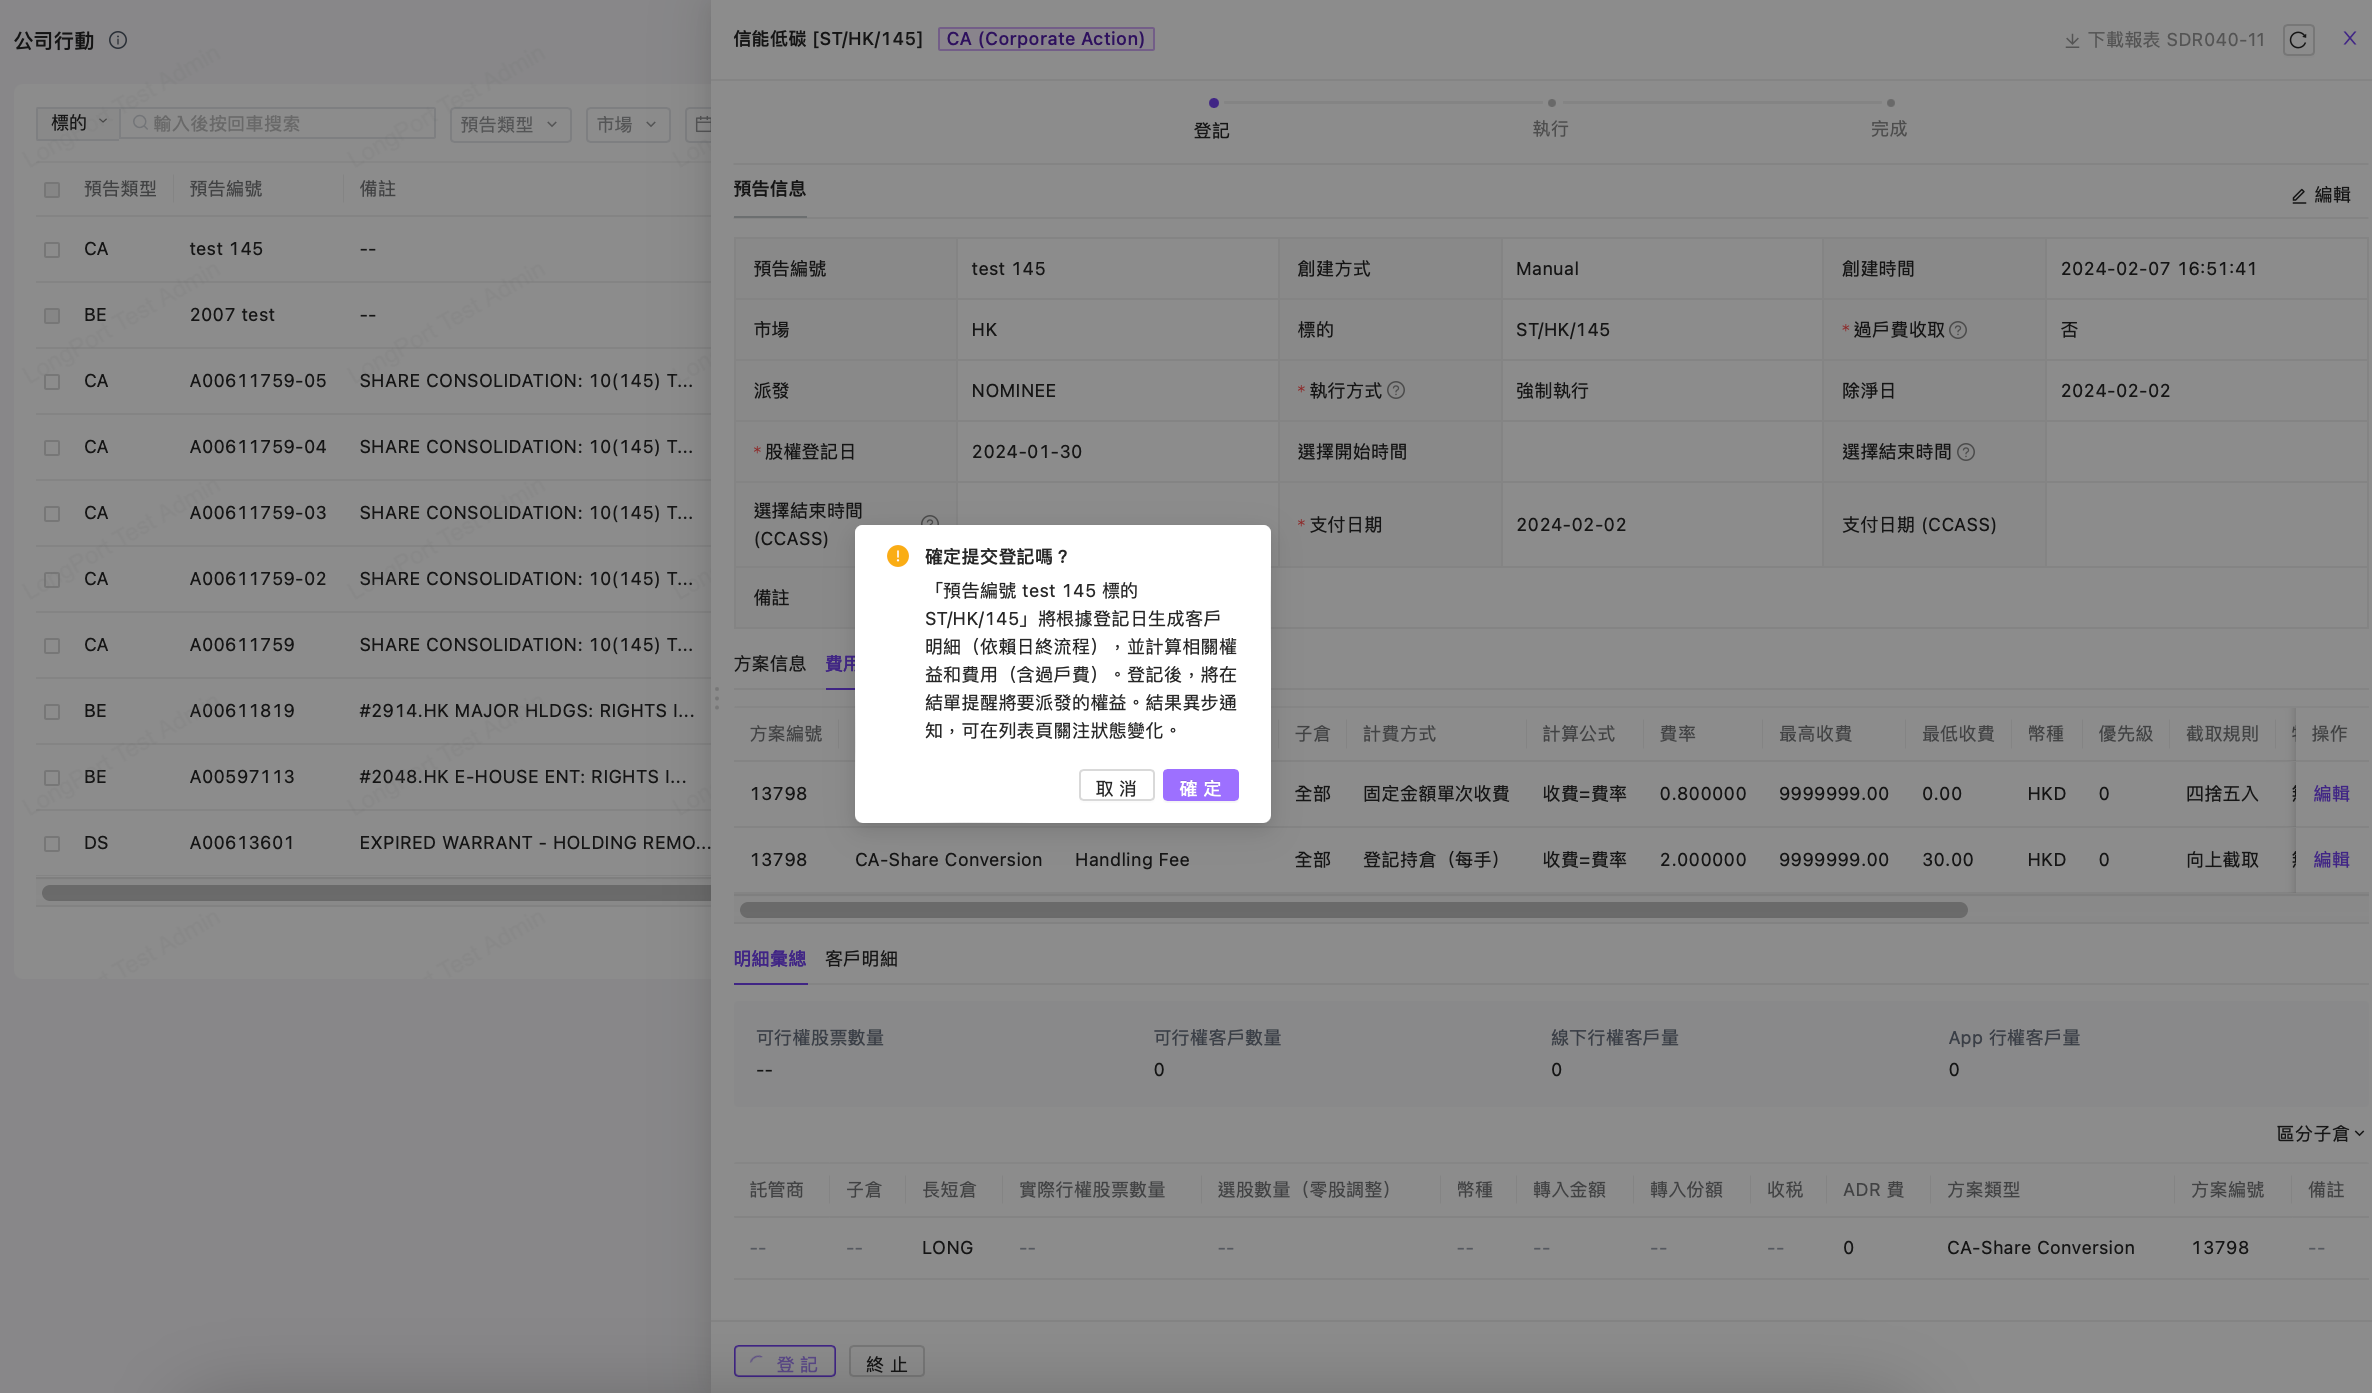 公司行動
標的 輸入後按回車搜索 預告類型 市場
預告類型 預告編號 備註
CA test 145 --
BE 2007 test --
CA A00611759-05 SHARE CONSOLIDATION: 10(145) T...
CA A00611759-04 SHARE CONSOLIDATION: 10(145) T...
CA A00611759-03 SHARE CONSOLIDATION: 10(145) T...
CA A00611759-02 SHARE CONSOLIDATION: 10(145) T...
CA A00611759 SHARE CONSOLIDATION: 10(145) T...
BE A00611819 #2914.HK MAJOR HLDGS: RIGHTS I...
BE A00597113 #2048.HK E-HOUSE ENT: RIGHTS I...
DS A00613601 EXPIRED WARRANT - HOLDING REMO...
LongPort Test Admin
信能低碳 [ST/HK/145] CA (Corporate Action) 下載報表 SDR040-11
登記 執行 完成
預告信息 編輯
預告編號 test 145 創建方式 Manual 創建時間 2024-02-07 16:51:41
市場 HK 標的 ST/HK/145 *過戶費收取 否
派發 NOMINEE *執行方式 強制執行 除淨日 2024-02-02
*股權登記日 2024-01-30 選擇開始時間 選擇結束時間
選擇結束時間
(CCASS) *支付日期 2024-02-02 支付日期 (CCASS)
備註
確定提交登記嗎？
「預告編號 test 145 標的
ST/HK/145」將根據登記日生成客戶
明細（依賴日終流程），並計算相關權
益和費用（含過戶費）。登記後，將在
結單提醒將要派發的權益。結果異步通
知，可在列表頁關注狀態變化。
取消 確定
方案信息 費用
方案編號 子倉 計費方式 計算公式 費率 最高收費 最低收費 幣種 優先級 截取規則 操作
13798 全部 固定金額單次收費 收費=費率 0.800000 9999999.00 0.00 HKD 0 四捨五入 編輯
13798 CA-Share Conversion Handling Fee 全部 登記持倉（每手） 收費=費率 2.000000 9999999.00 30.00 HKD 0 向上截取 編輯
明細彙總 客戶明細
可行權股票數量 可行權客戶數量 線下行權客戶量 App 行權客戶量
-- 0 0 0
區分子倉
託管商 子倉 長短倉 實際行權股票數量 選股數量（零股調整） 幣種 轉入金額 轉入份額 收税 ADR 費 方案類型 方案編號 備註
-- -- LONG -- -- -- -- -- -- 0 CA-Share Conversion 13798 --
登記 終止